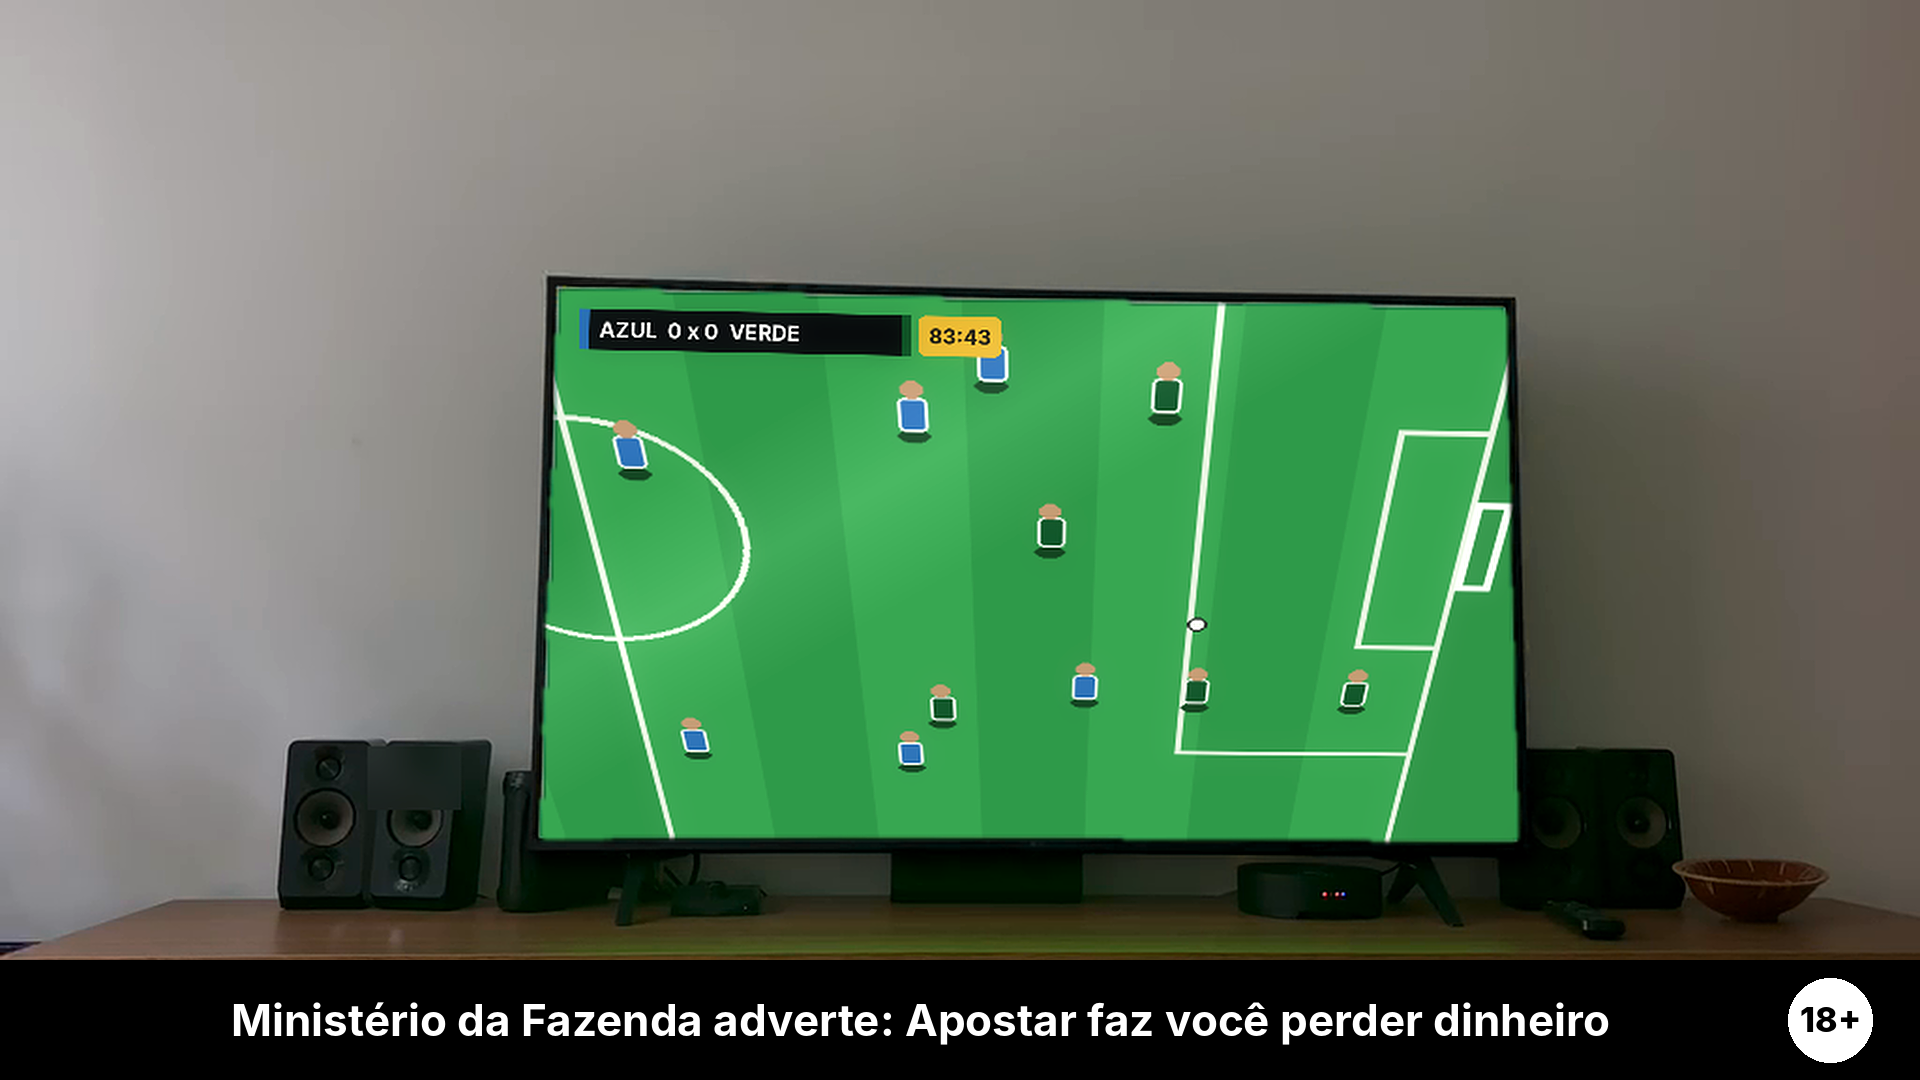 AZUL 0 x 0 VERDE
83:43
Ministério da Fazenda adverte: Apostar faz você perder dinheiro
18+